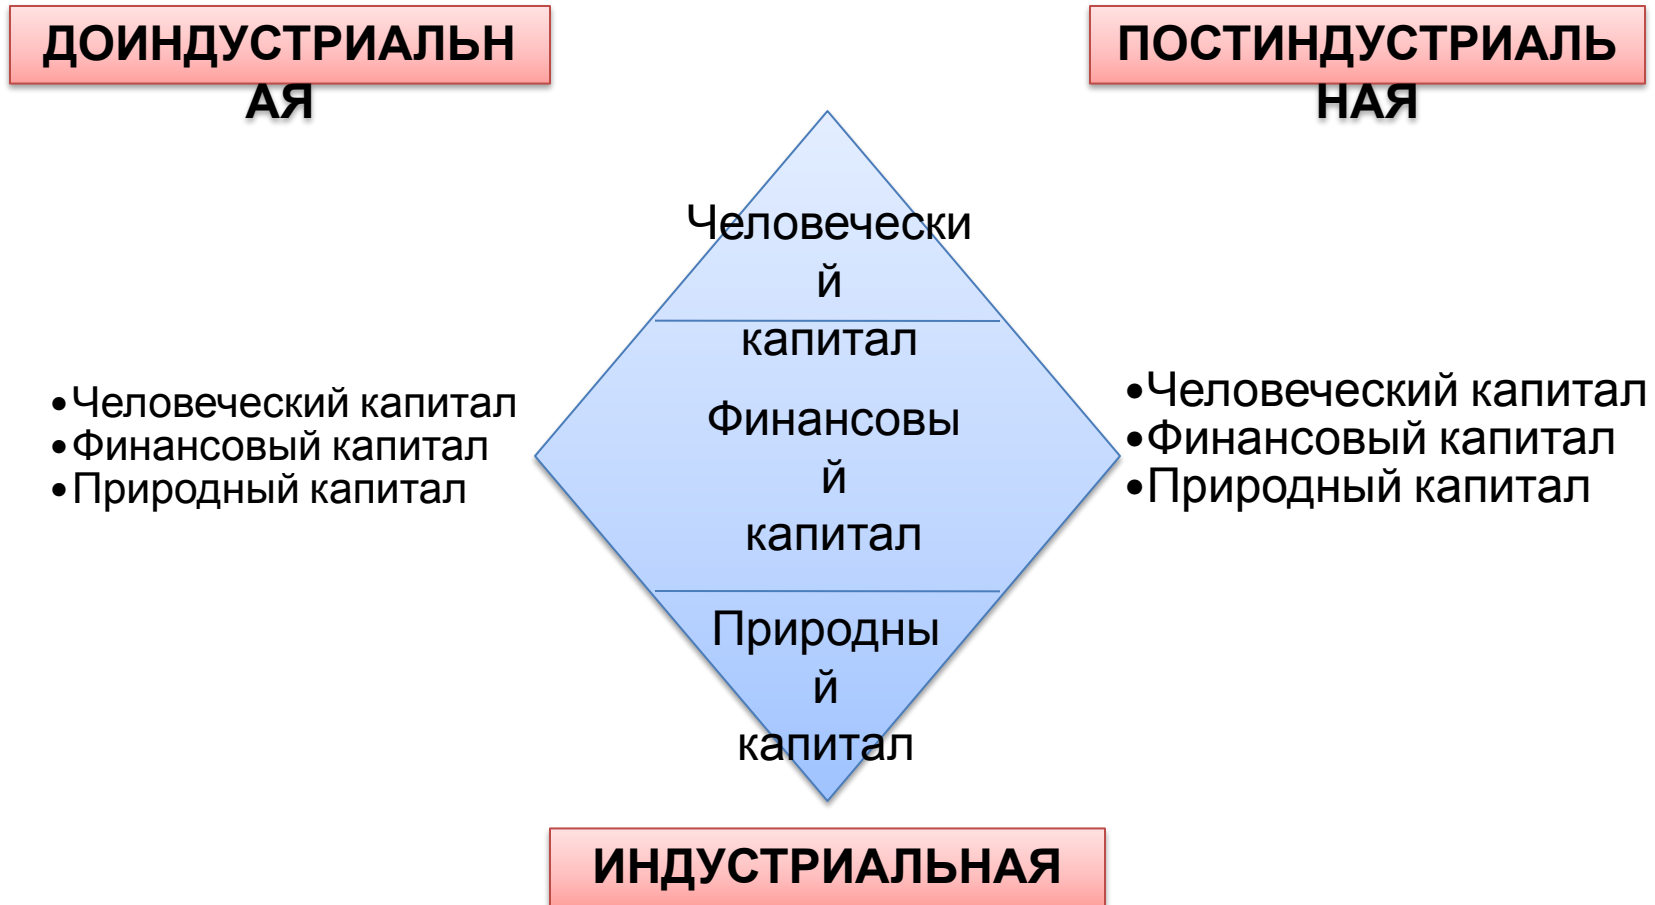 ДОИНДУСТРИАЛЬН
АЯ
ПОСТИНДУСТРИАЛЬ
НАЯ
Человечески
й
капитал
Финансовы
й
капитал
Природны
й
капитал
•Человеческий капитал
•Финансовый капитал
•Природный капитал
•Человеческий капитал
•Финансовый капитал
•Природный капитал
ИНДУСТРИАЛЬНАЯ